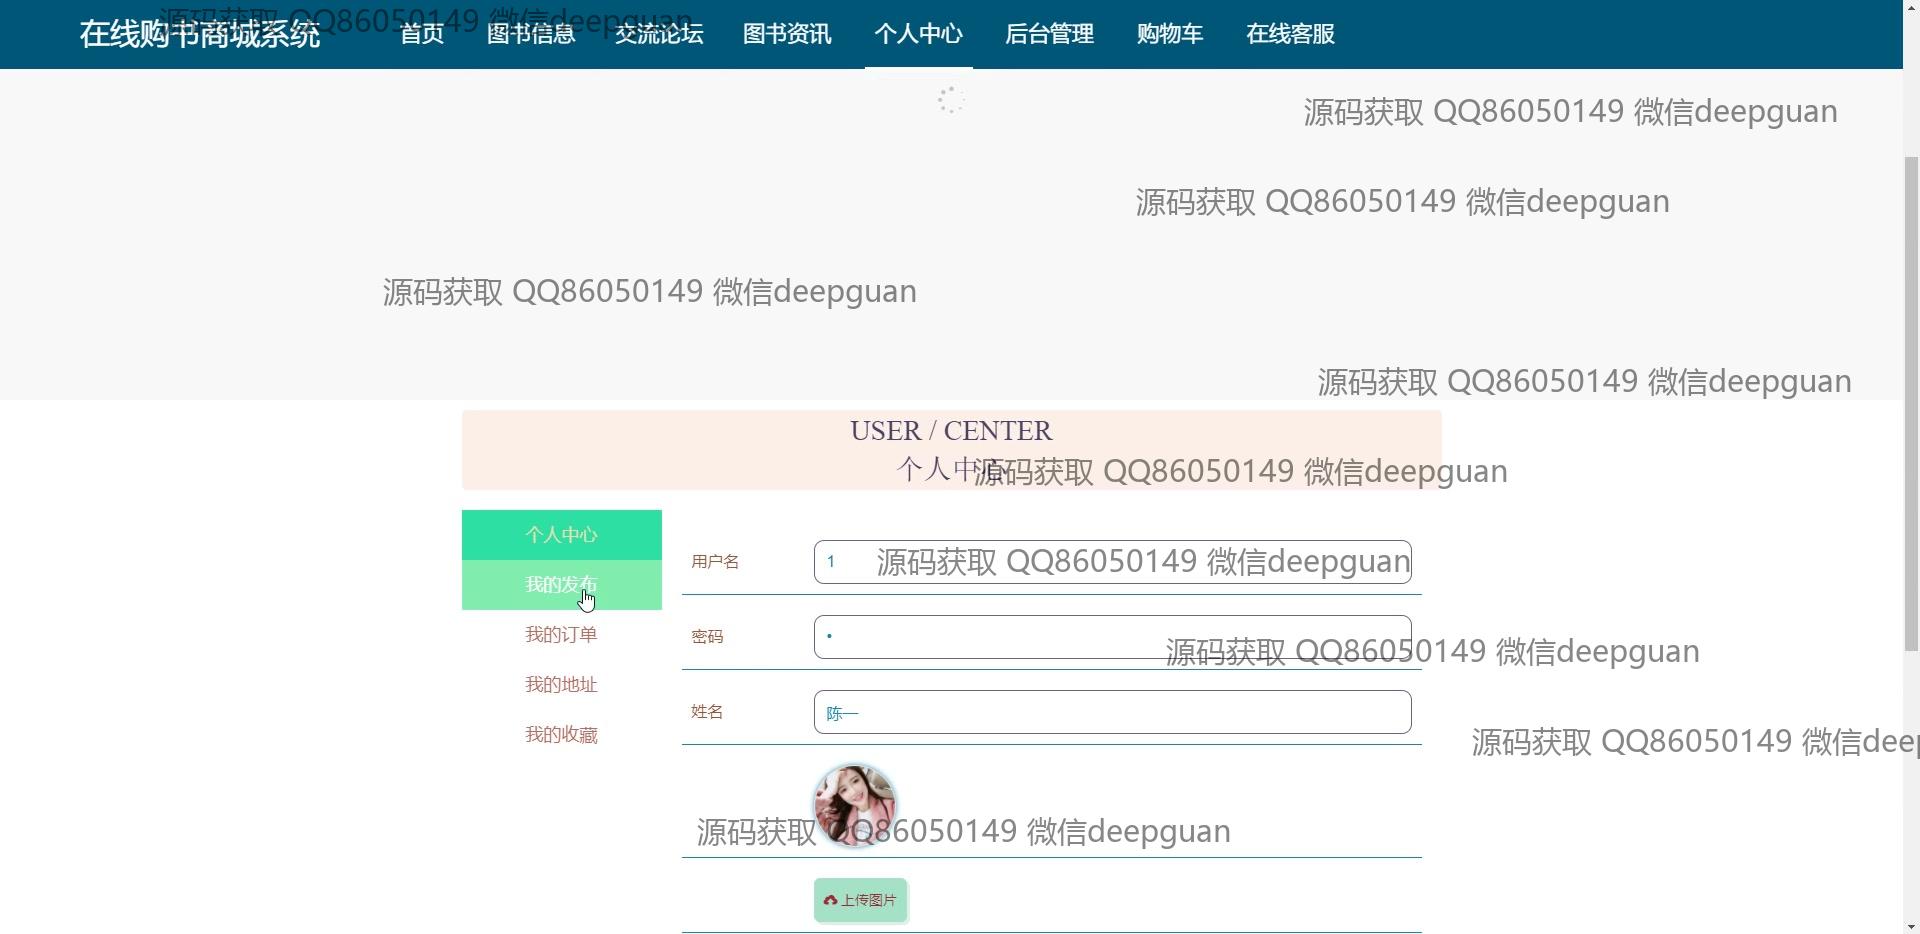 在线购书商城系统 首页 图书信息 交流论坛 图书资讯 个人中心 后台管理 购物车 在线客服
源码获取 QQ86050149 微信deepguan
源码获取 QQ86050149 微信deepguan
源码获取 QQ86050149 微信deepguan
源码获取 QQ86050149 微信deepguan
源码获取 QQ86050149 微信deepguan
USER / CENTER
个人中心
源码获取 QQ86050149 微信deepguan
个人中心
我的发布
我的订单
我的地址
我的收藏
用户名 1
源码获取 QQ86050149 微信deepguan
密码 •
源码获取 QQ86050149 微信deepguan
姓名 陈一
源码获取 QQ86050149 微信deep
源码获取 QQ86050149 微信deepguan
上传图片